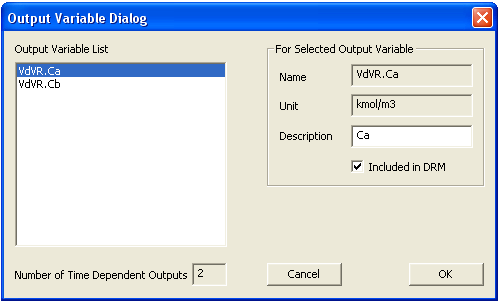 Output Variable Dialog
Output Variable List
VdVR.Ca
VdVR.Cb
For Selected Output Variable
Name VdVR.Ca
Unit kmol/m3
Description Ca
Included in DRM
Number of Time Dependent Outputs 2
Cancel
OK